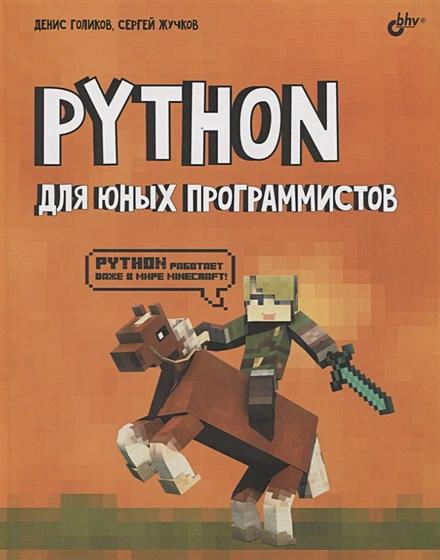 ДЕНИС ГОЛИКОВ, СЕРГЕЙ ЖУЧКОВ
bhv®
PYTHON
ДЛЯ ЮНЫХ ПРОГРАММИСТОВ
PYTHON РАБОТАЕТ
ДАЖЕ В МИРЕ MINECRAFT!